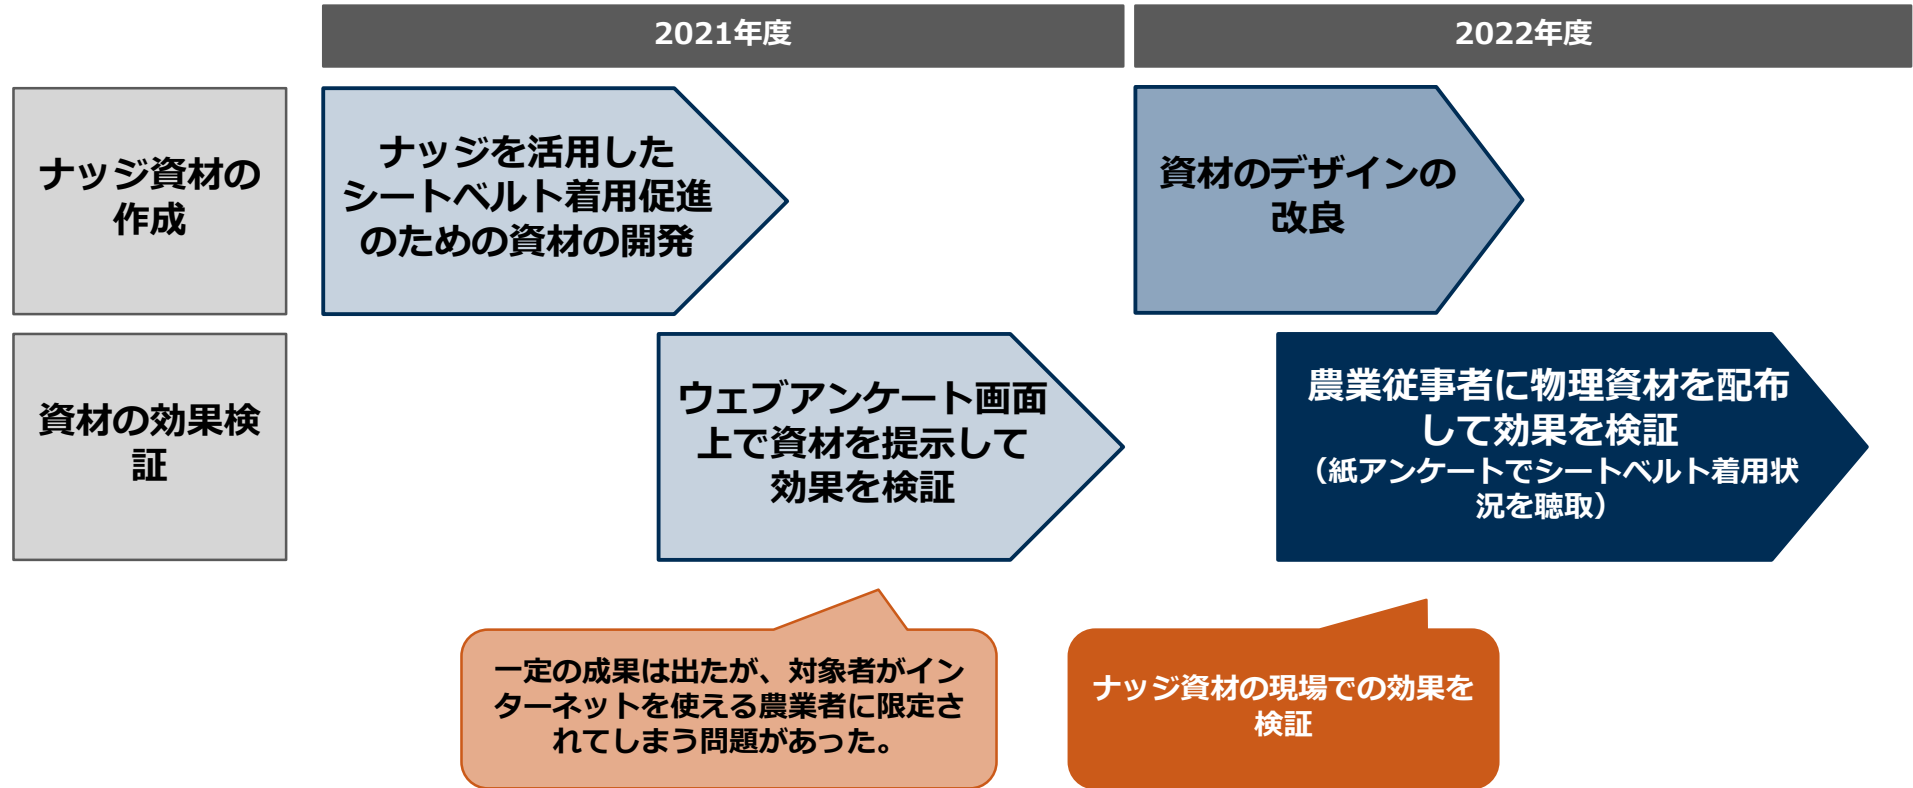 2021年度
2022年度
ナッジ資材の
作成
ナッジを活用した
シートベルト着用促進
のための資材の開発
資材のデザインの
改良
資材の効果検
証
ウェブアンケート画面
上で資材を提示して
効果を検証
農業従事者に物理資材を配布
して効果を検証
（紙アンケートでシートベルト着用状
況を聴取）
一定の成果は出たが、対象者がイン
ターネットを使える農業者に限定さ
れてしまう問題があった。
ナッジ資材の現場での効果を
検証